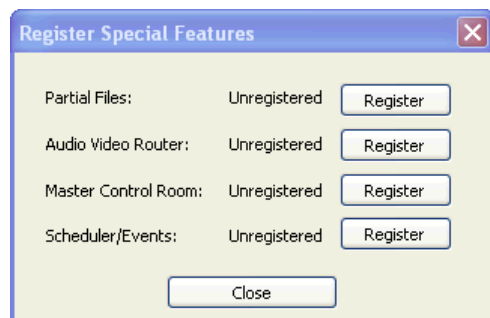 Register Special Features
Partial Files: Unregistered Register
Audio Video Router: Unregistered Register
Master Control Room: Unregistered Register
Scheduler/Events: Unregistered Register
Close